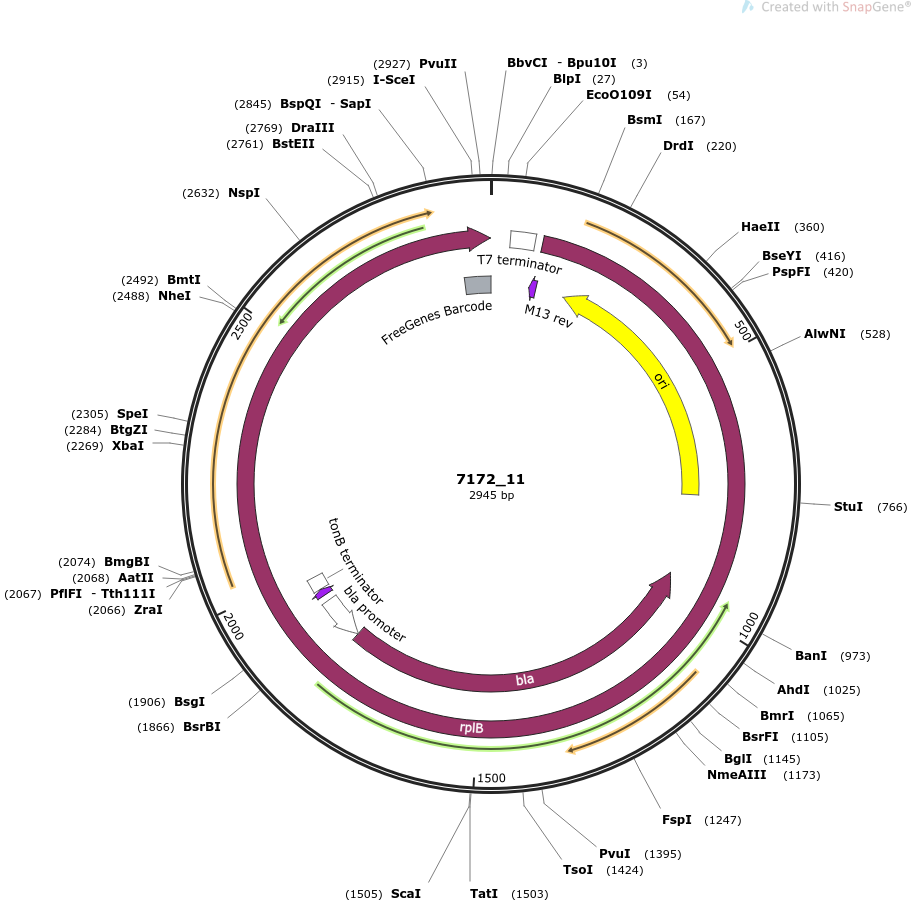 Created with SnapGene®
(2927) PvuII
(2915) I-SceI
(2845) BspQI - SapI
(2769) DraIII
(2761) BstEII
(2632) NspI
(2492) BmtI
(2488) NheI
(2305) SpeI
(2284) BtgZI
(2269) XbaI
(2074) BmgBI
(2068) AatII
(2067) PflFI - Tth111I
(2066) ZraI
(1906) BsgI
(1866) BsrBI
(1505) ScaI
BbvCI - Bpu10I (3)
BlpI (27)
EcoO109I (54)
BsmI (167)
DrdI (220)
HaeII (360)
BseYI (416)
PspFI (420)
AlwNI (528)
StuI (766)
BanI (973)
AhdI (1025)
BmrI (1065)
BsrFI (1105)
BglI (1145)
NmeAIII (1173)
FspI (1247)
PvuI (1395)
TsoI (1424)
TatI (1503)
500
1000
1500
2000
2500
T7 terminator
M13 rev
FreeGenes Barcode
ori
7172_11
2945 bp
tonB terminator
bla promoter
bla
rplB